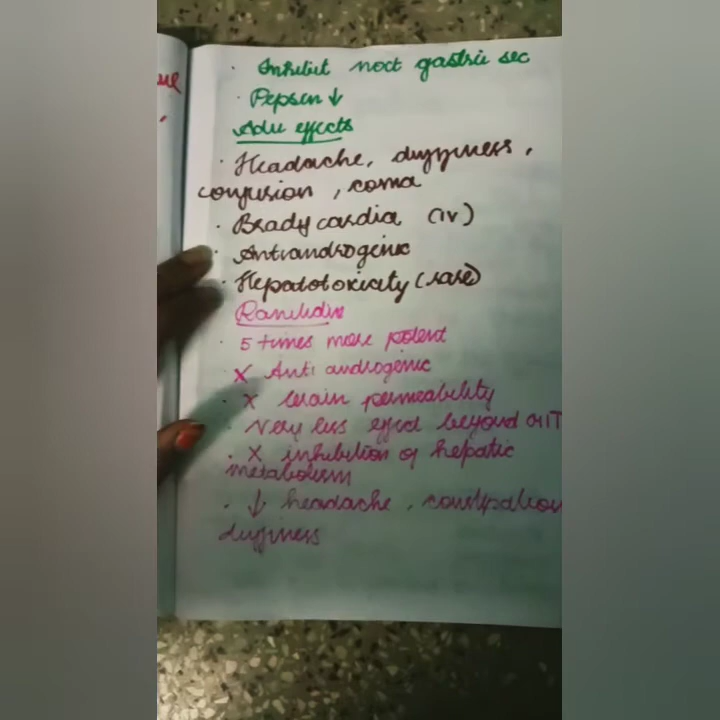 · Inhibit noct gastric sec
· Pepsin ↓
Adv effects
· Headache, dizziness,
confusion, coma
· Bradycardia (IV)
· Antiandrogenic
· Hepatotoxicity (rare)
Ranitidin
· 5 times more potent
X Anti androgenic
· X brain permeability
· Very less effect beyond GIT
· X inhibition of hepatic
metabolism
· ↓ headache, constipation
dizziness